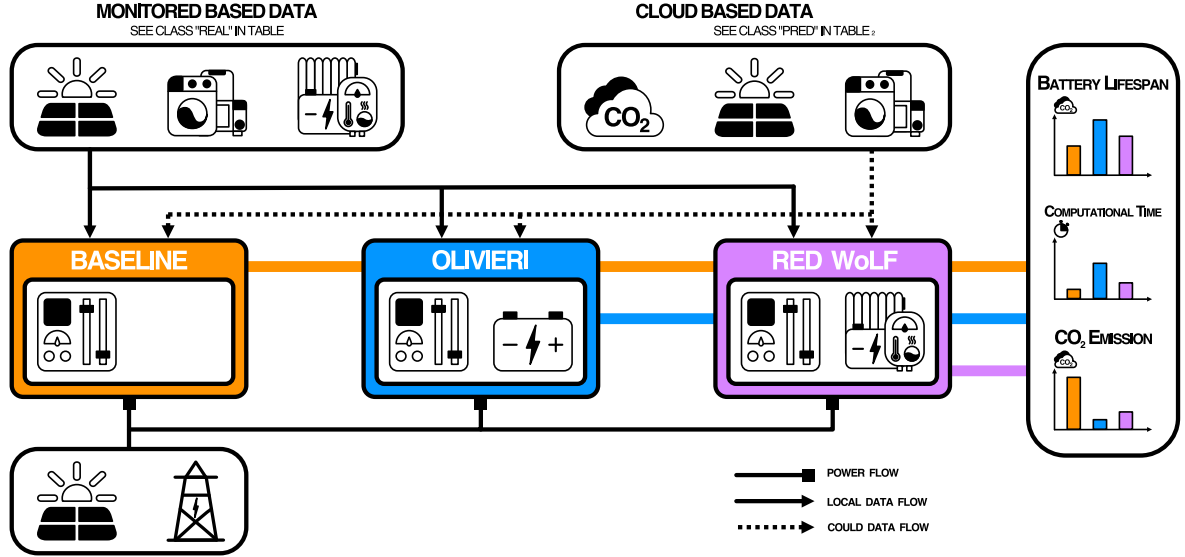 MONITORED BASED DATA
SEE CLASS "REAL" IN TABLE
CLOUD BASED DATA
SEE CLASS "PRED" IN TABLE 2
CO2
BATTERY LIFESPAN
CO2
COMPUTATIONAL TIME
BASELINE
OLIVIERI
RED WoLF
CO2 EMISSION
CO2
POWER FLOW
LOCAL DATA FLOW
COULD DATA FLOW